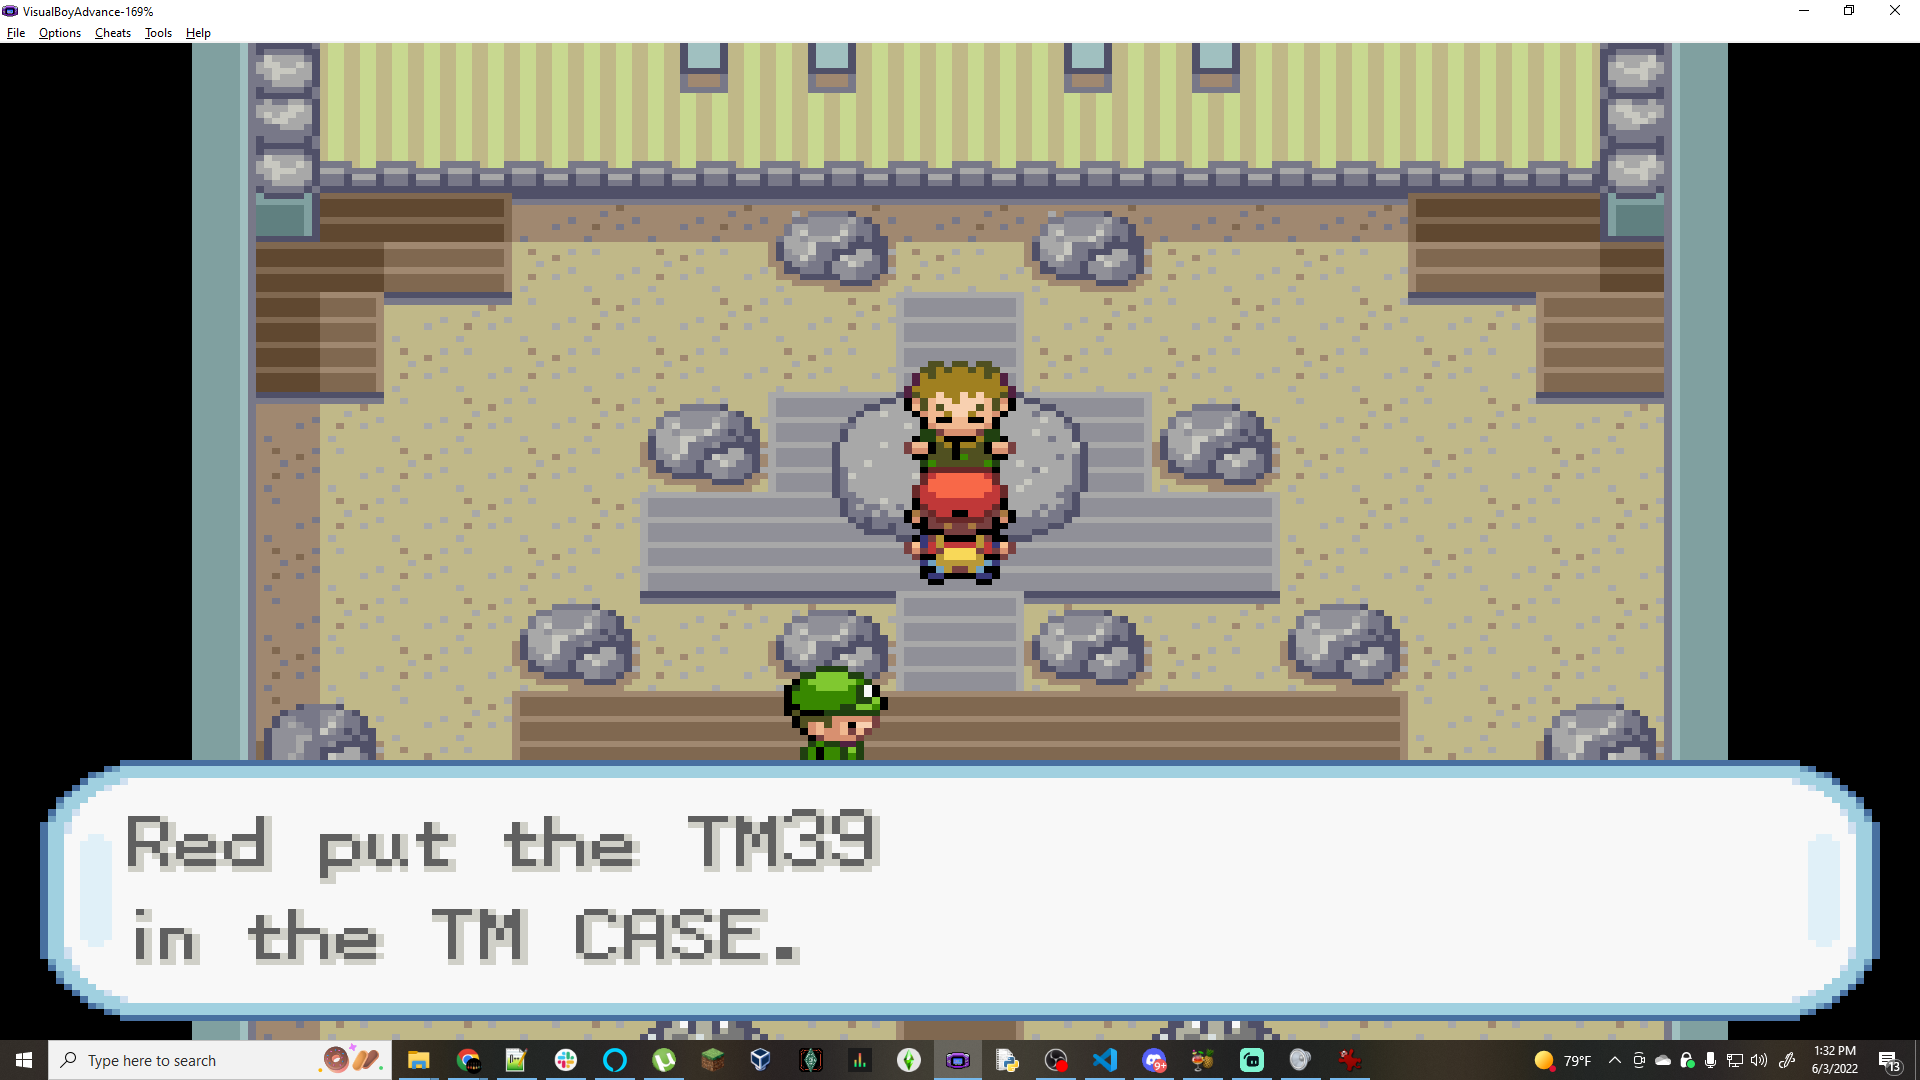 VisualBoyAdvance-169%
File Options Cheats Tools Help
Red put the TM39
in the TM CASE.
Type here to search
9+
79°F
1:32 PM
6/3/2022
13